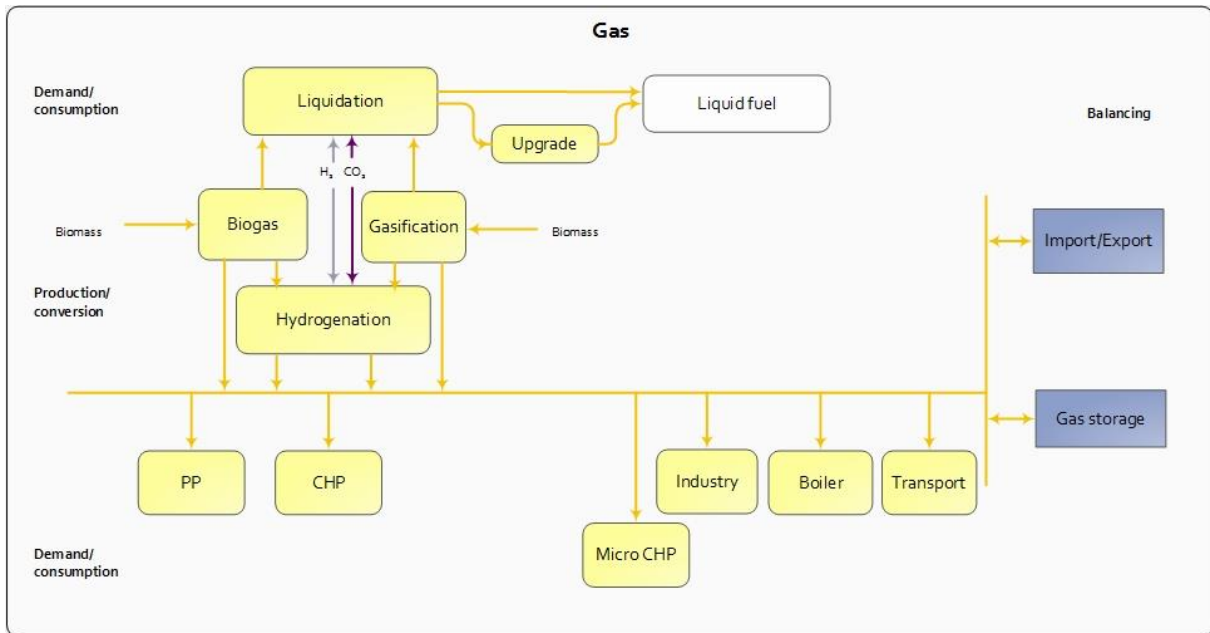 Gas
Demand/
consumption
Liquidation
Liquid fuel
Balancing
Upgrade
H₂ CO₂
Biogas
Gasification
Biomass
Biomass
Import/Export
Production/
conversion
Hydrogenation
Gas storage
PP
CHP
Industry
Boiler
Transport
Micro CHP
Demand/
consumption